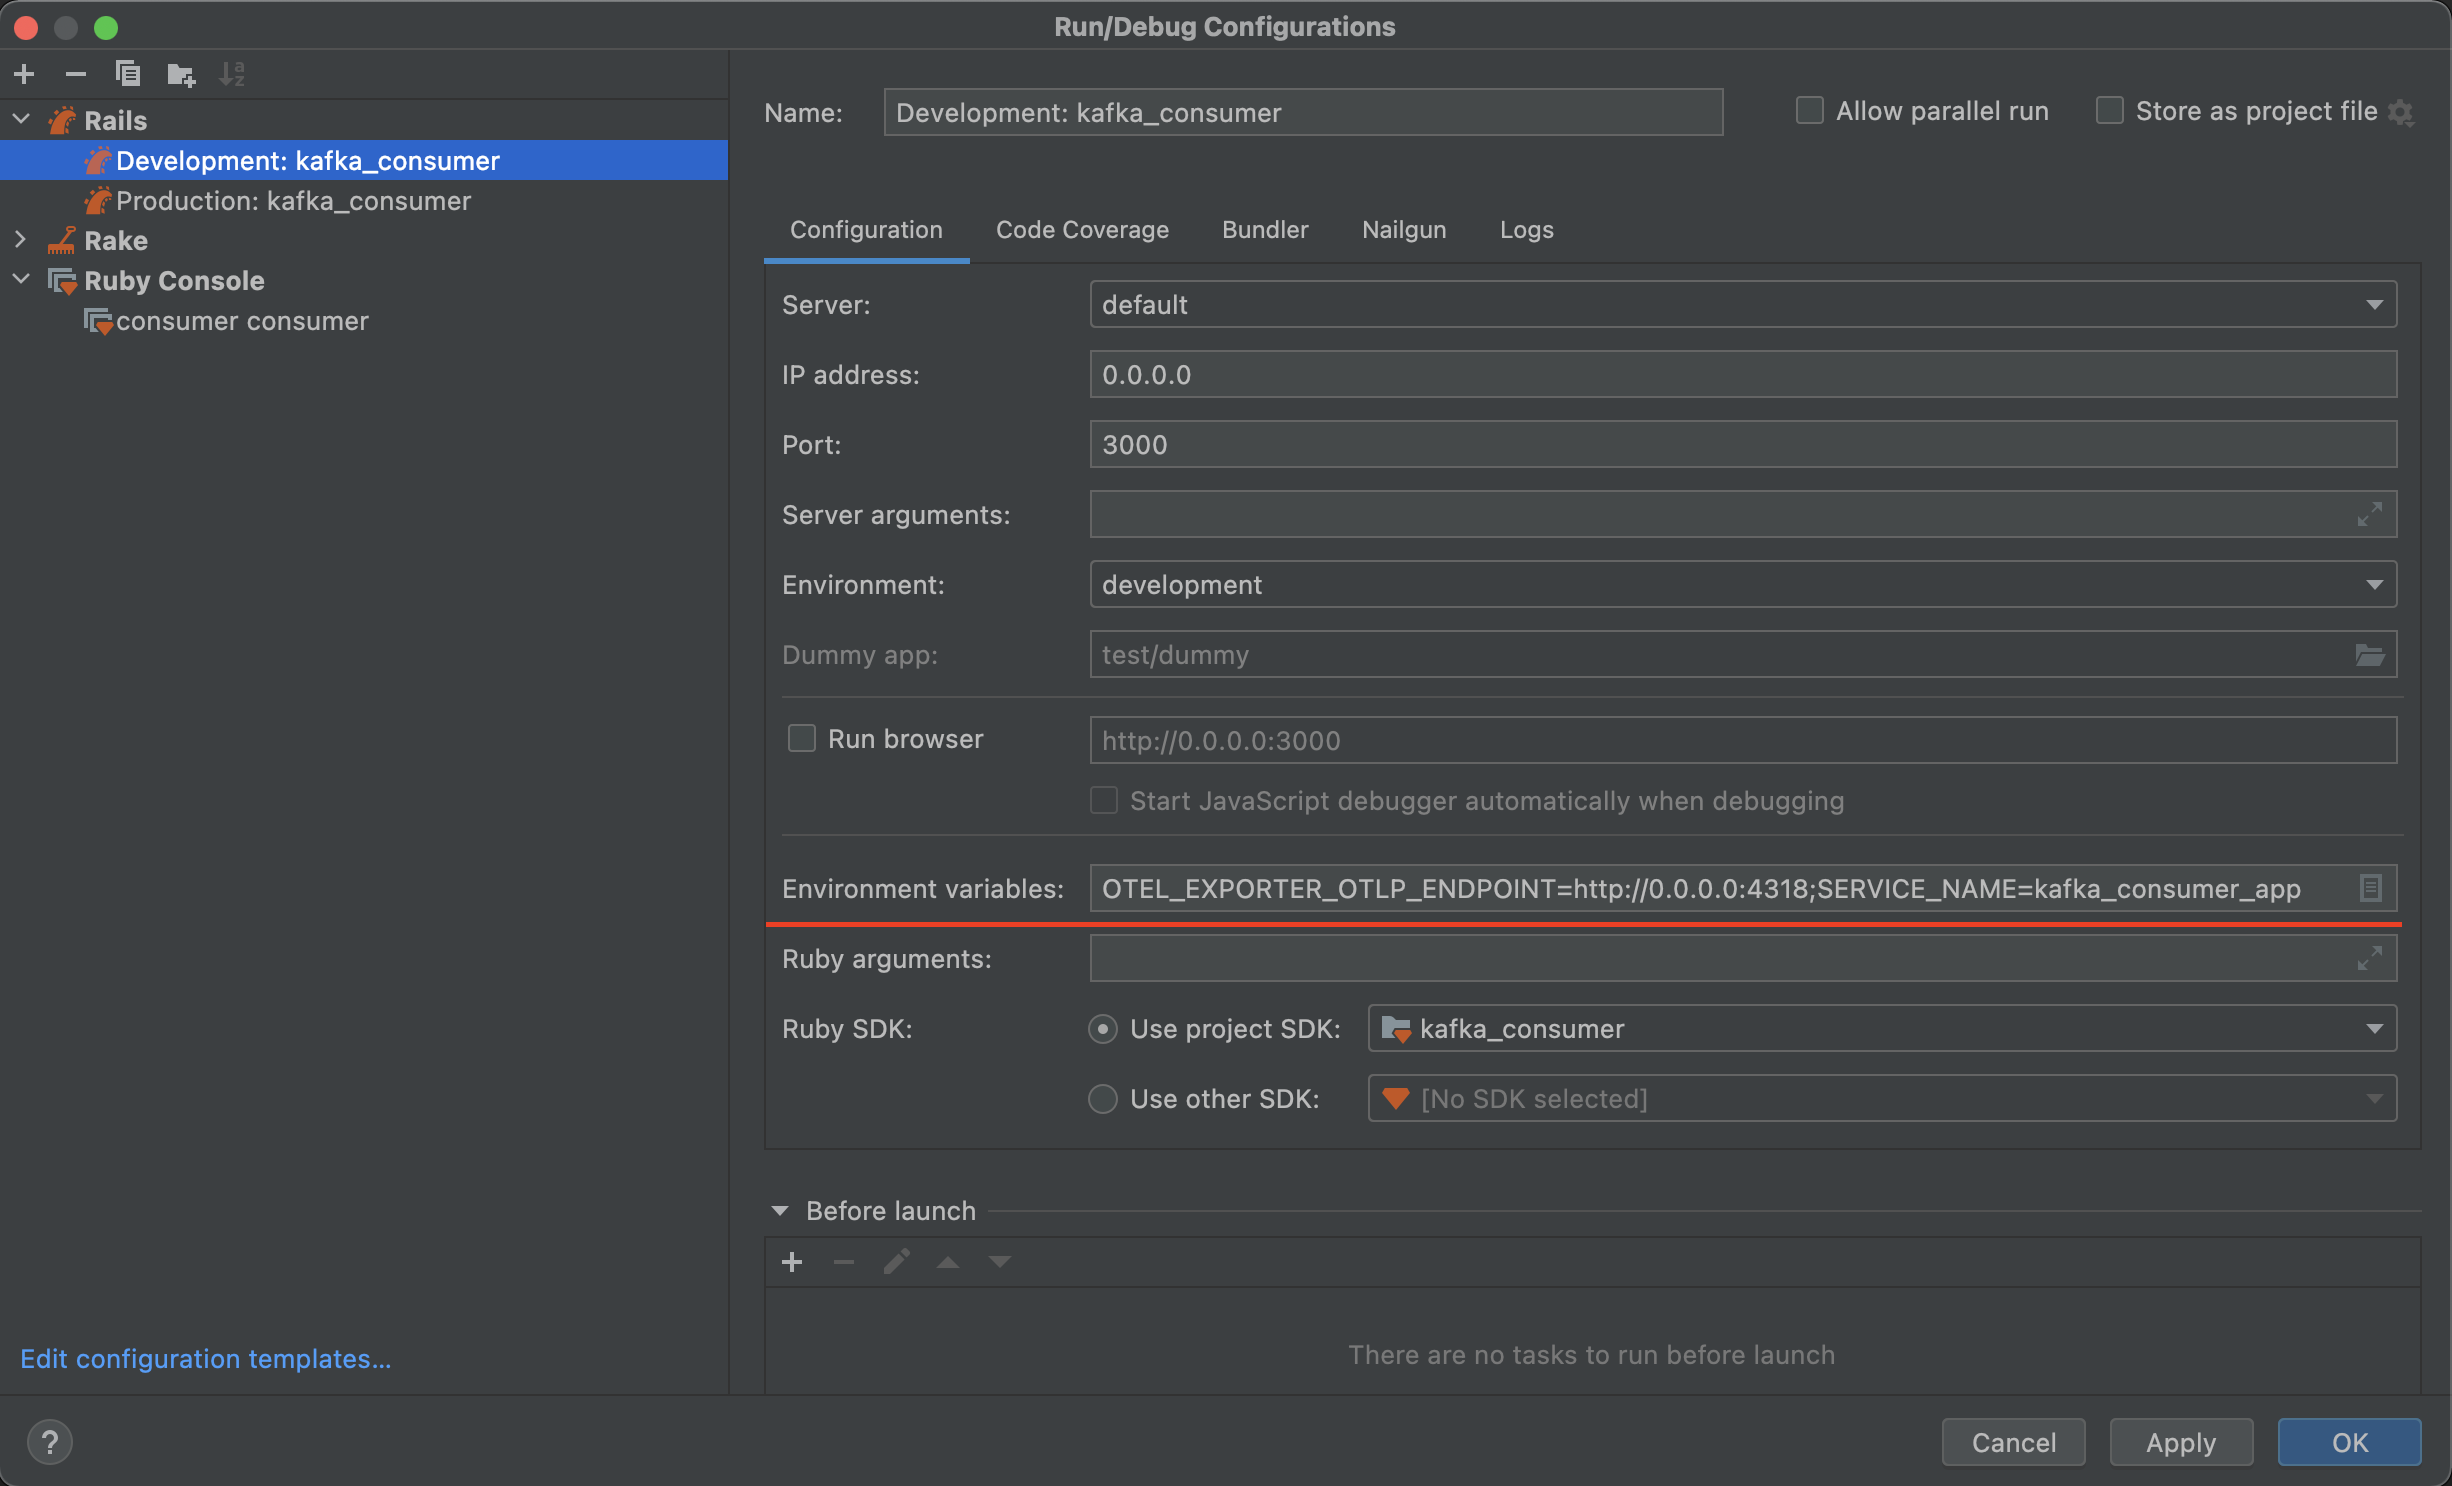 Run/Debug Configurations
Rails
Development: kafka_consumer
Production: kafka_consumer
Rake
Ruby Console
consumer consumer
Edit configuration templates...
Name: Development: kafka_consumer Allow parallel run Store as project file
Configuration Code Coverage Bundler Nailgun Logs
Server: default
IP address: 0.0.0.0
Port: 3000
Server arguments:
Environment: development
Dummy app: test/dummy
Run browser http://0.0.0.0:3000
Start JavaScript debugger automatically when debugging
Environment variables: OTEL_EXPORTER_OTLP_ENDPOINT=http://0.0.0.0:4318;SERVICE_NAME=kafka_consumer_app
Ruby arguments:
Ruby SDK: Use project SDK: kafka_consumer
Use other SDK: [No SDK selected]
Before launch
There are no tasks to run before launch
? Cancel Apply OK